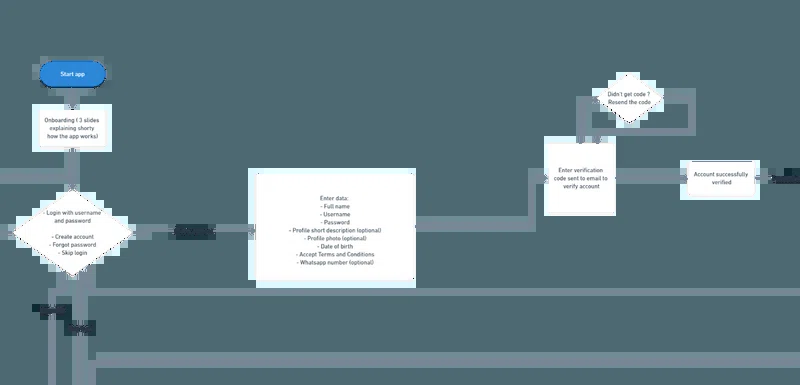 Start app
Onboarding ( 3 slides
explaining shorty
how the app works)
- Login with username
and password
- Create account
- Forgot password
- Skip login
Enter data:
- Full name
- Username
- Password
- Profile short description (optional)
- Profile photo (optional)
- Date of birth
- Accept Terms and Conditions
- Whatsapp number (optional)
Enter verification
code sent to email to
verify account
Didn't get code ?
Resend the code
Account successfully
verified